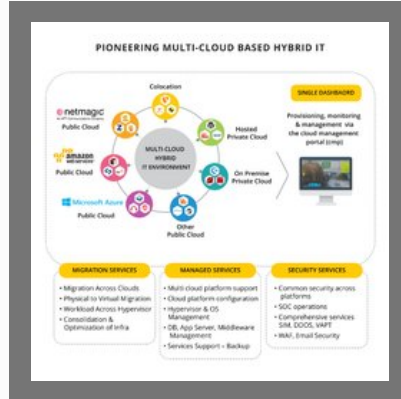 PIONEERING MULTI-CLOUD BASED HYBRID IT
Colocation
netmagic
Public Cloud
amazon
web services
Public Cloud
Microsoft Azure
Public Cloud
Other
Public Cloud
On Premise
Private Cloud
Hosted
Private Cloud
MULTI-CLOUD
HYBRID
IT ENVIRONMENT
SINGLE DASHBAORD
Provisioning, monitoring
& management via
the cloud management
portal (cmp)
MIGRATION SERVICES
• Migration Across Clouds
• Physical to Virtual Migration
• Workload Across Hypervisor
• Consolidation &
Optimization of Infra
MANAGED SERVICES
• Multi cloud platform support
• Cloud platform configuration
• Hypervisor & OS
Management
• DB, App Server, Middleware
Management
• Services Support – Backup
SECURITY SERVICES
• Common security across
platforms
• SOC operations
• Comprehensive services
SIM, DDOS, VAPT
• WAF, Email Security